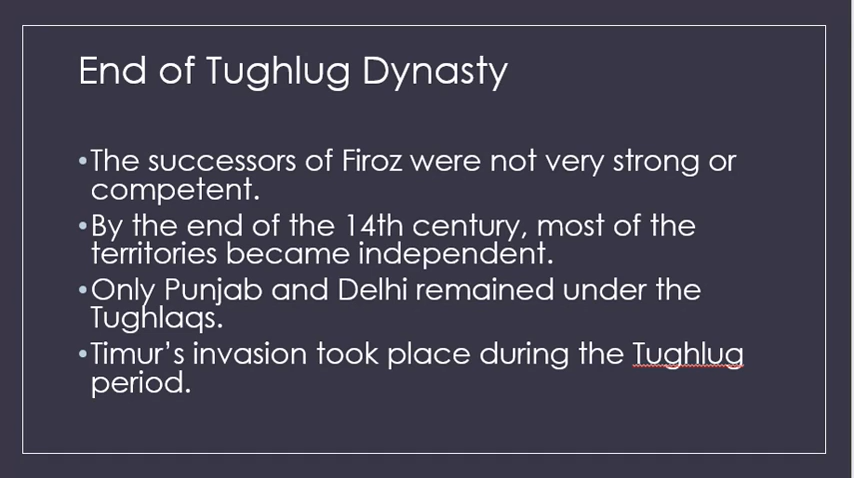 End of Tughlug Dynasty
•The successors of Firoz were not very strong or
competent.
•By the end of the 14th century, most of the
territories became independent.
•Only Punjab and Delhi remained under the
Tughlaqs.
•Timur’s invasion took place during the Tughlug
period.